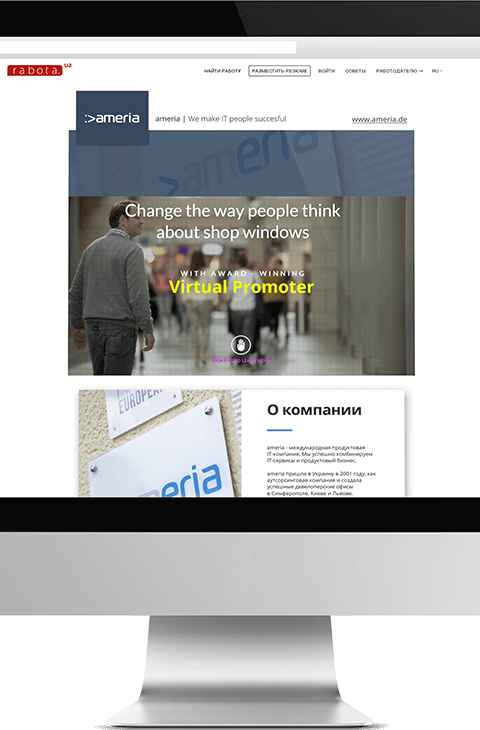 rabota.ua
НАЙТИ РАБОТУ РАЗМЕСТИТЬ РЕЗЮМЕ ВОЙТИ СОВЕТЫ РАБОТОДАТЕЛЮ RU
:>ameria
ameria | We make IT people succesful www.ameria.de
:>ameria
Change the way people think
about shop windows
WITH AWARD - WINNING
Virtual Promoter
EUROPEAN
О компании
ameria - международная продуктовая
IT-компания. Мы успешно комбинируем
IT-сервисы и продуктовый бизнес.
ameria пришла в Украину в 2001 году, как
аутсорсинговая компания и создала
успешные девелоперские офисы
в Симферополе, Киеве и Львове.
ameria